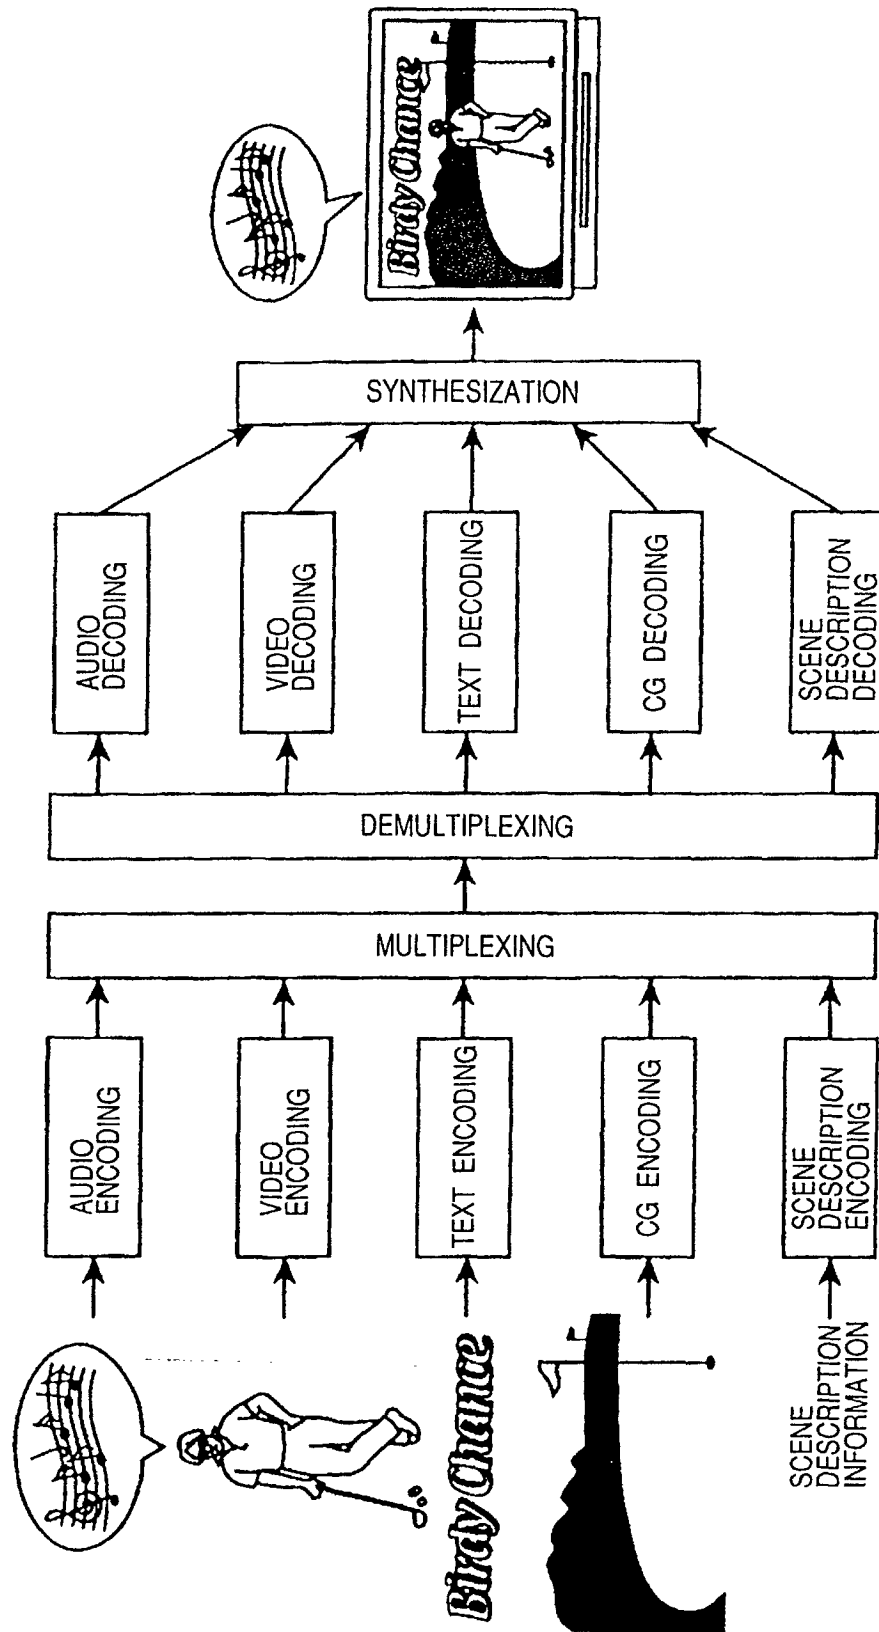 Birdy Chance
SCENE
DESCRIPTION
INFORMATION
AUDIO
ENCODING
VIDEO
ENCODING
TEXT ENCODING
CG ENCODING
SCENE
DESCRIPTION
ENCODING
MULTIPLEXING
DEMULTIPLEXING
AUDIO
DECODING
VIDEO
DECODING
TEXT DECODING
CG DECODING
SCENE
DESCRIPTION
DECODING
SYNTHESIZATION
Birdy Chance